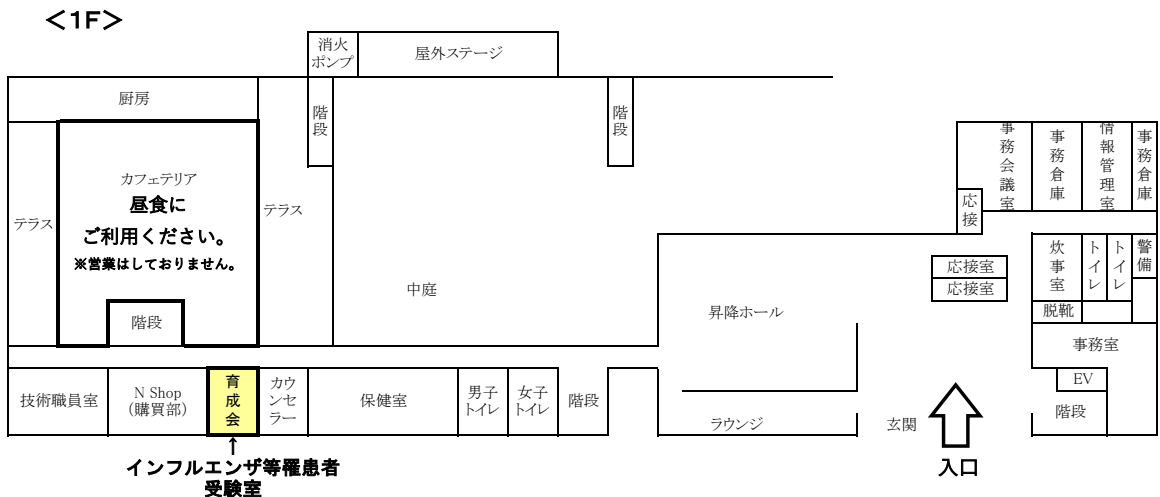 <1F>
消火
ポンプ
屋外ステージ
厨房
階段
階段
事務会議室
事務倉庫
情報管理室
事務倉庫
カフェテリア
昼食に
ご利用ください。
※営業はしておりません。
テラス
テラス
応接
応接室
応接室
炊事室
トイレ
トイレ
警備
中庭
昇降ホール
脱靴
階段
事務室
技術職員室
N Shop
(購買部)
育成会
カウンセラー
保健室
男子
トイレ
女子
トイレ
階段
EV
階段
ラウンジ
玄関
↑
インフルエンザ等罹患者
受験室
入口